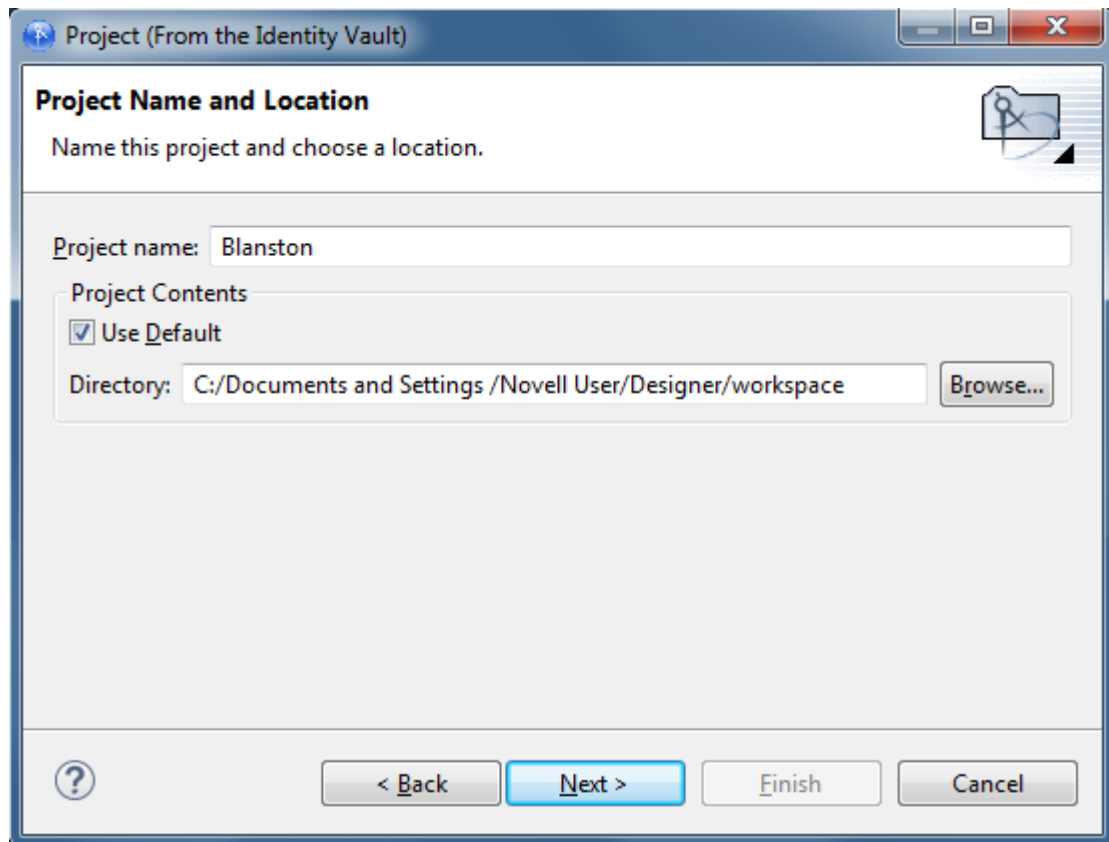 Project (From the Identity Vault)
Project Name and Location
Name this project and choose a location.
Project name: Blanston
Project Contents
Use Default
Directory: C:/Documents and Settings /Novell User/Designer/workspace Browse...
? < Back Next > Finish Cancel